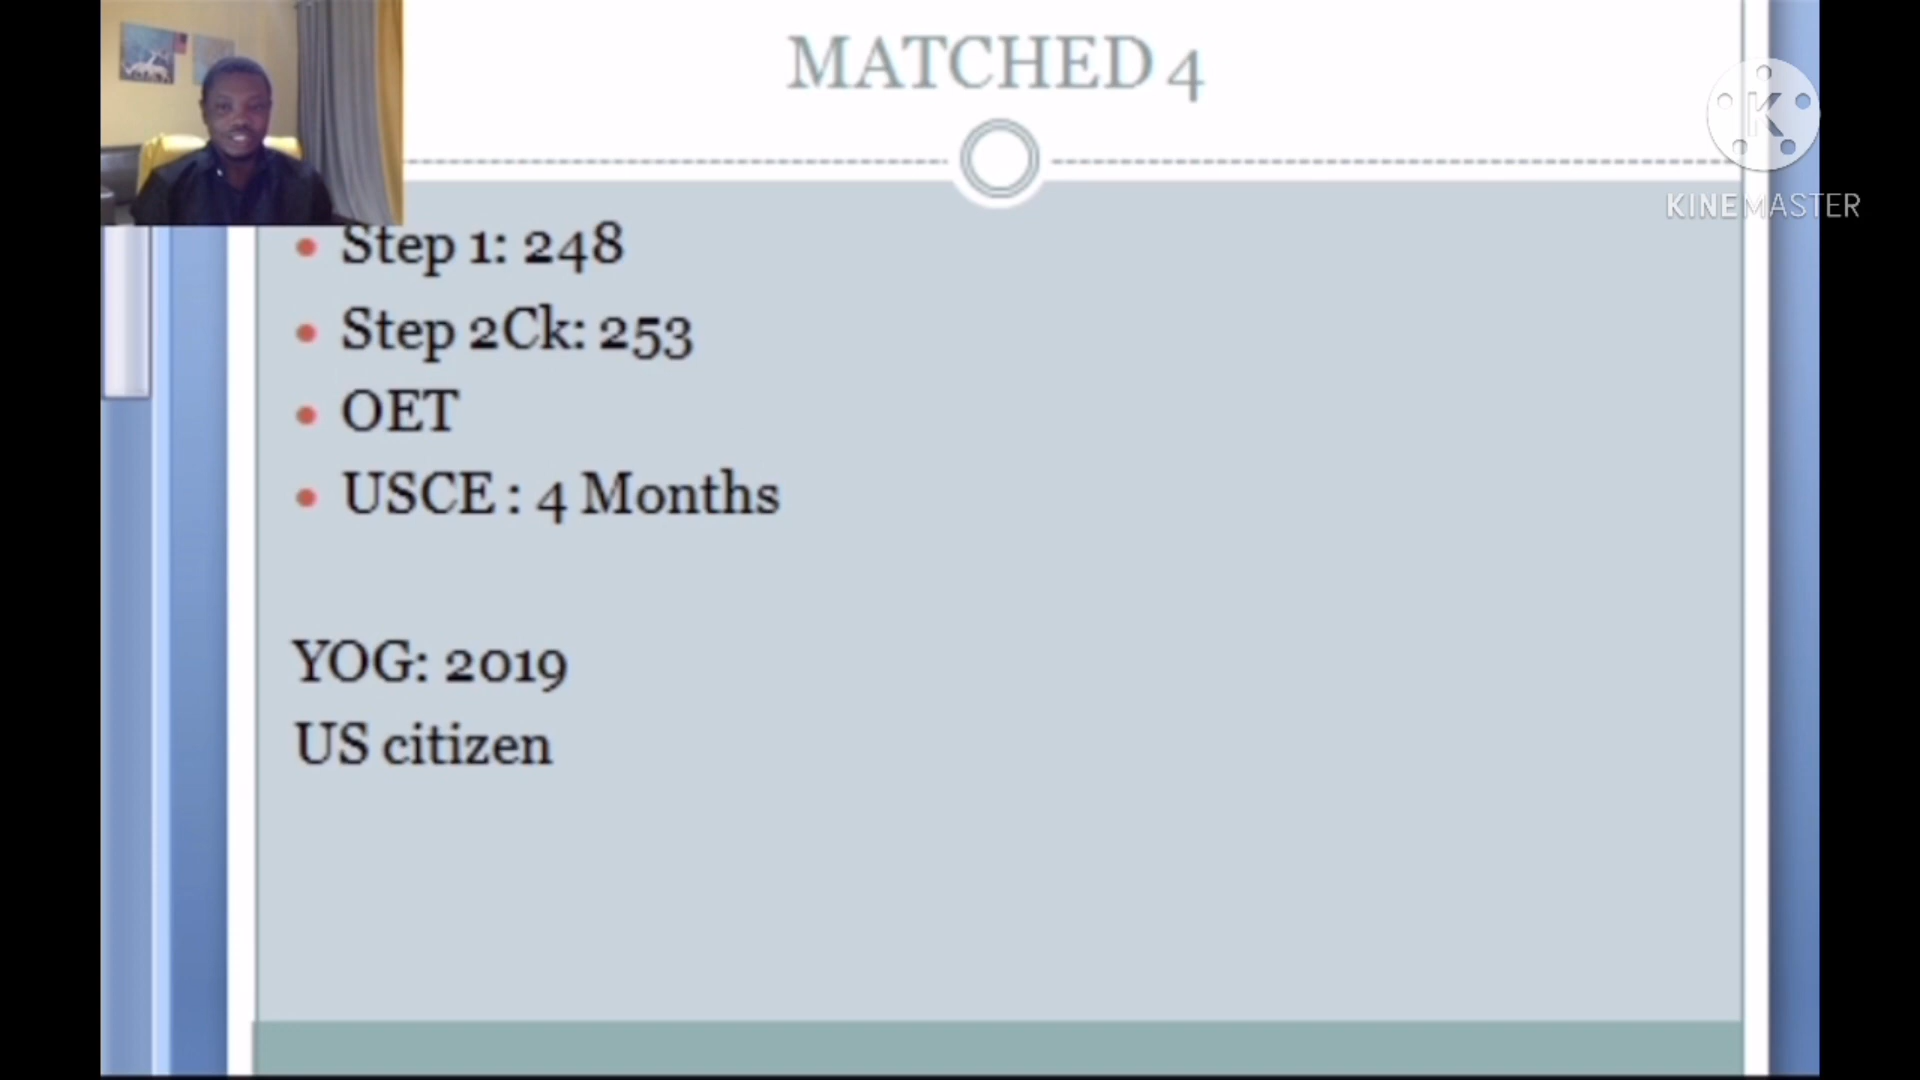 MATCHED 4
K
KINEMASTER
Step 1: 248
Step 2Ck: 253
OET
USCE : 4 Months
YOG: 2019
US citizen